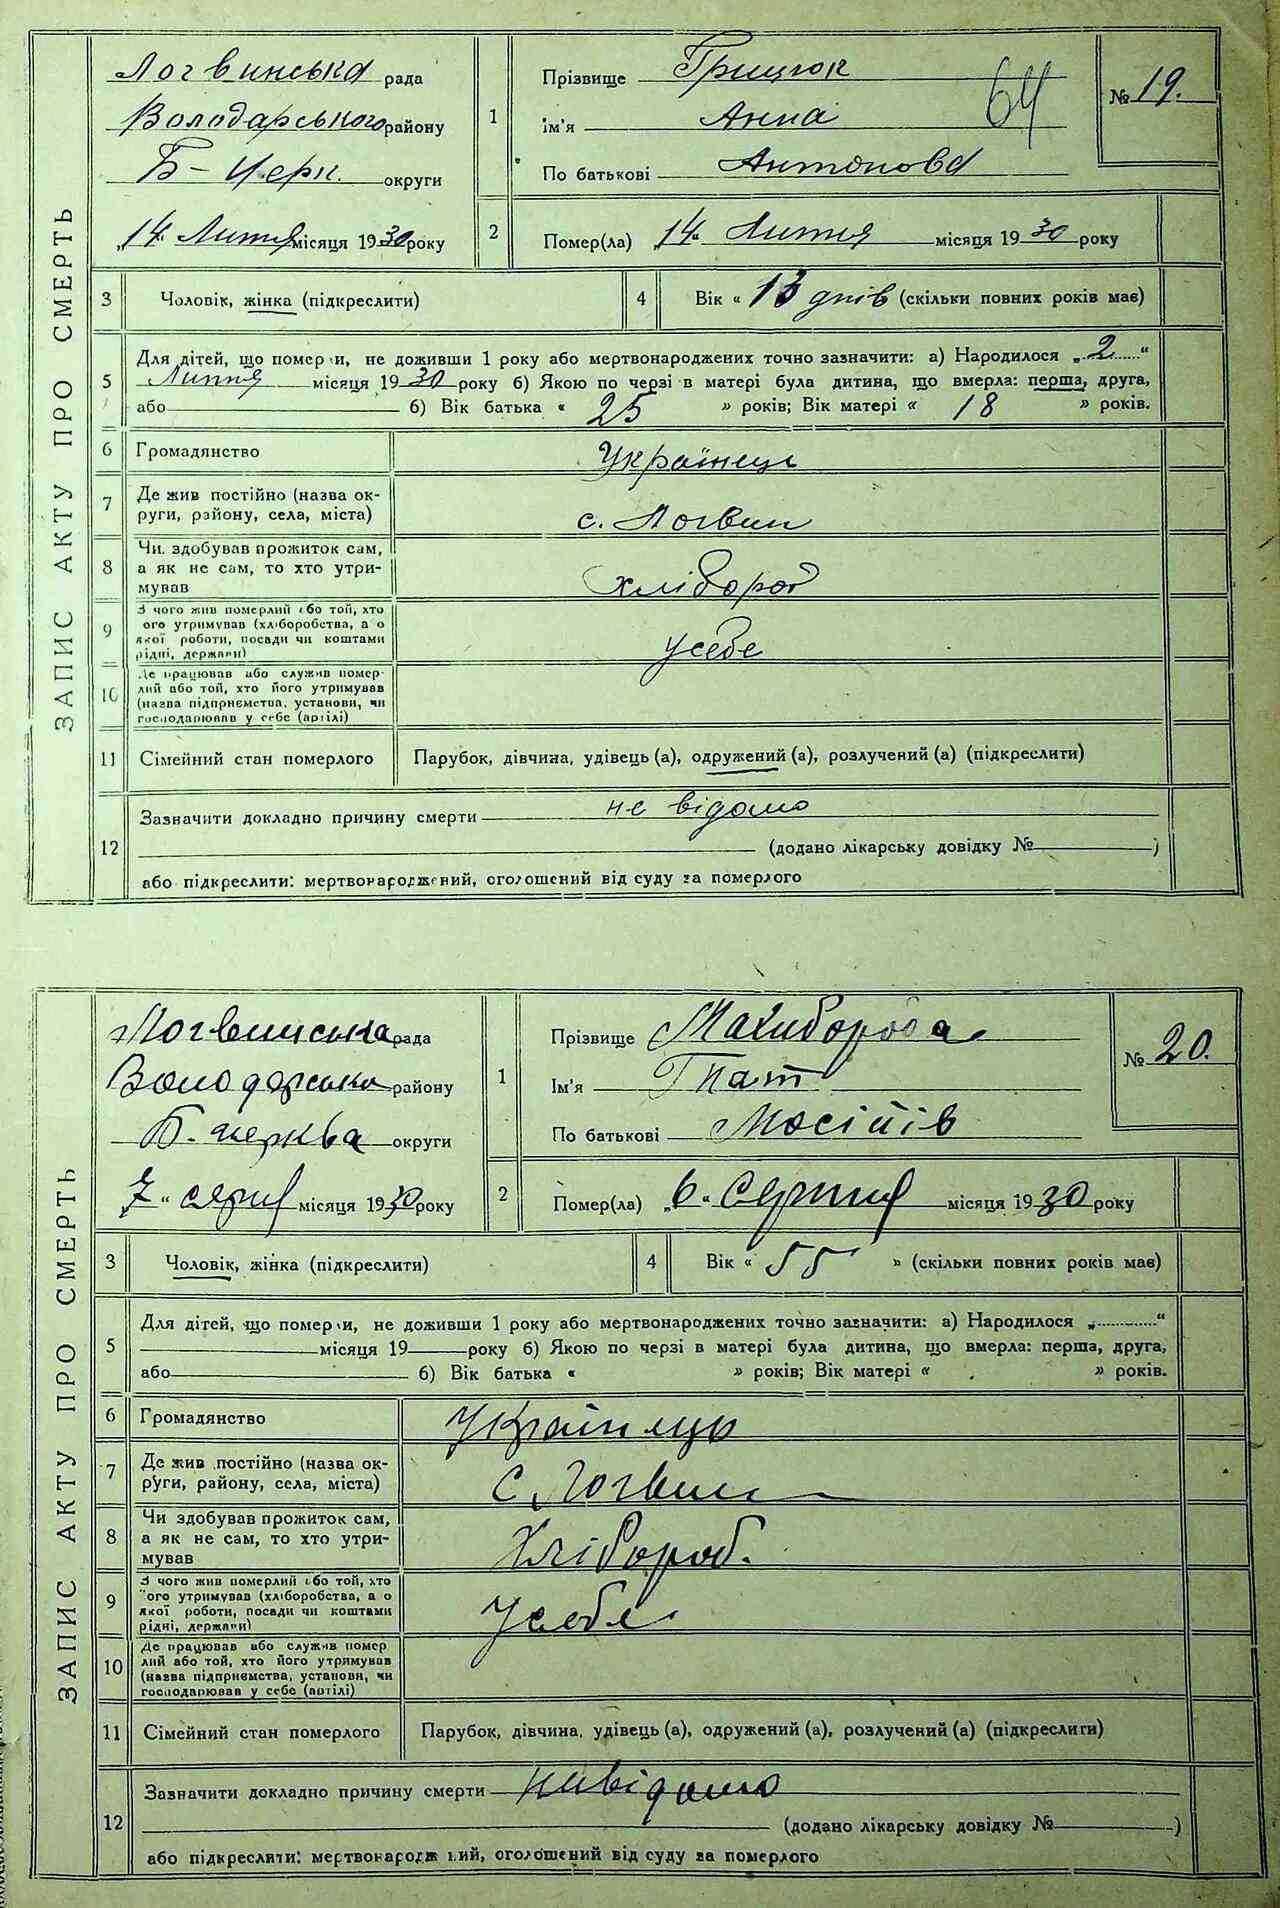 ЗАПИС АКТУ ПРО СМЕРТЬ
Логвинська рада
Володарського району
Б-Церк. округи
„14“ Липня місяця 1930 року
1 Прізвище Грицюк
Ім'я Анна
По батькові Антонова
64
№ 19.
2 Помер(ла) „14“ Липня місяця 1930 року
3 Чоловік, жінка (підкреслити)
4 Вік « 13 днів (скільки повних років має)
5 Для дітей, що померли, не доживши 1 року або мертвонароджених точно зазначити: а) Народилося „2“
Липня місяця 1930 року б) Якою по черзі в матері була дитина, що вмерла: перша, друга,
або б) Вік батька « 25 » років; Вік матері « 18 » років.
6 Громадянство Українець
7 Де жив постійно (назва ок-
руги, району, села, міста) с. Логвин
8 Чи здобував прожиток сам,
а як не сам, то хто утри-
мував хлібороб
9 З чого жив померлий або той, хто
його утримував (хліборобства, а о
якої роботи, посади чи коштами
рідні, держави) усебе
10 Де працював або служив помер-
лий або той, хто його утримував
(назва підприємства, установи, чи
господарював у себе (артілі)
11 Сімейний стан померлого Парубок, дівчина, удівець (а), одружений (а), розлучений (а) (підкреслити)
12 Зазначити докладно причину смерти не відомо
(додано лікарську довідку № )
або підкреслити: мертвонароджений, оголошений від суду за померлого
ЗАПИС АКТУ ПРО СМЕРТЬ
Логвинська рада
Володарська району
Б. церква округи
„7“ серпня місяця 1930 року
1 Прізвище Махиборода
Ім'я Гнат
По батькові Мосіпів
№ 20.
2 Помер(ла) „6“ Серпня місяця 1930 року
3 Чоловік, жінка (підкреслити)
4 Вік « 55 » (скільки повних років має)
5 Для дітей, що померли, не доживши 1 року або мертвонароджених точно зазначити: а) Народилося „ “
місяця 19 року б) Якою по черзі в матері була дитина, що вмерла: перша, друга,
або б) Вік батька « » років; Вік матері « » років.
6 Громадянство Українець
7 Де жив постійно (назва ок-
руги, району, села, міста) с. Логвин
8 Чи здобував прожиток сам,
а як не сам, то хто утри-
мував Хлібороб.
9 З чого жив померлий або той, хто
його утримував (хліборобства, а о
якої роботи, посади чи коштами
рідні, держави) Усебе
10 Де працював або служив помер
лий або той, хто його утримував
(назва підприємства, установи, чи
господарював у себе (артілі)
11 Сімейний стан померлого Парубок, дівчина, удівець (а), одружений (а), розлучений (а) (підкреслити)
12 Зазначити докладно причину смерти невідомо
(додано лікарську довідку № )
або підкреслити: мертвонароджений, оголошений від суду за померлого